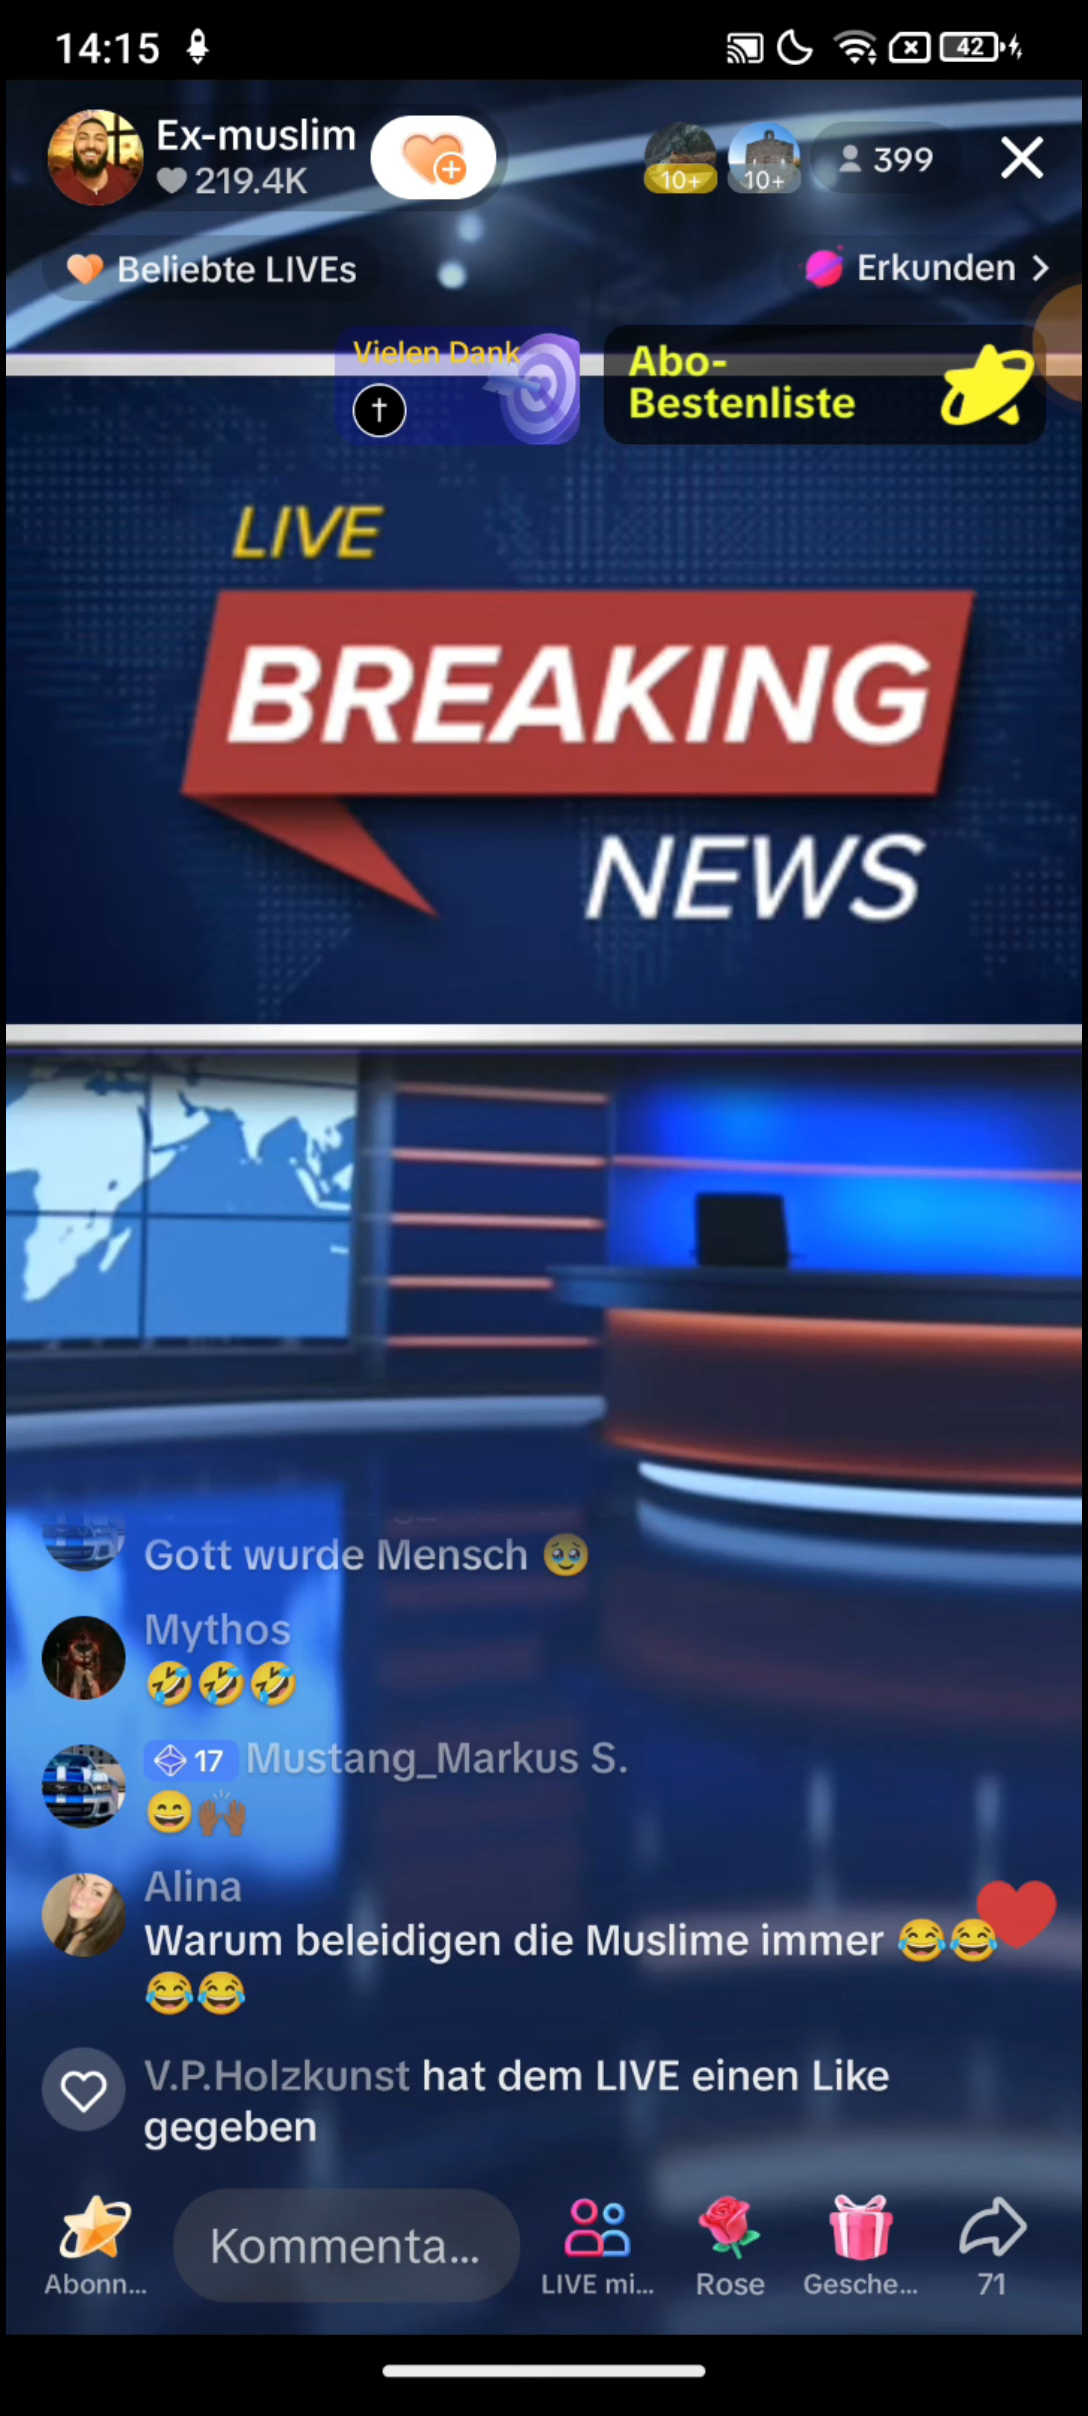 14:15
42
Ex-muslim
219.4K
10+
10+
399
Beliebte LIVEs
Erkunden
Vielen Dank
Abo-
Bestenliste
LIVE
BREAKING
NEWS
Gott wurde Mensch 🥹
Mythos
🤣🤣🤣
17 Mustang_Markus S.
😄🙌🏾
Alina
Warum beleidigen die Muslime immer 😂😂
😂😂
V.P.Holzkunst hat dem LIVE einen Like
gegeben
Abonn...
Kommenta...
LIVE mi...
Rose
Gesche...
71